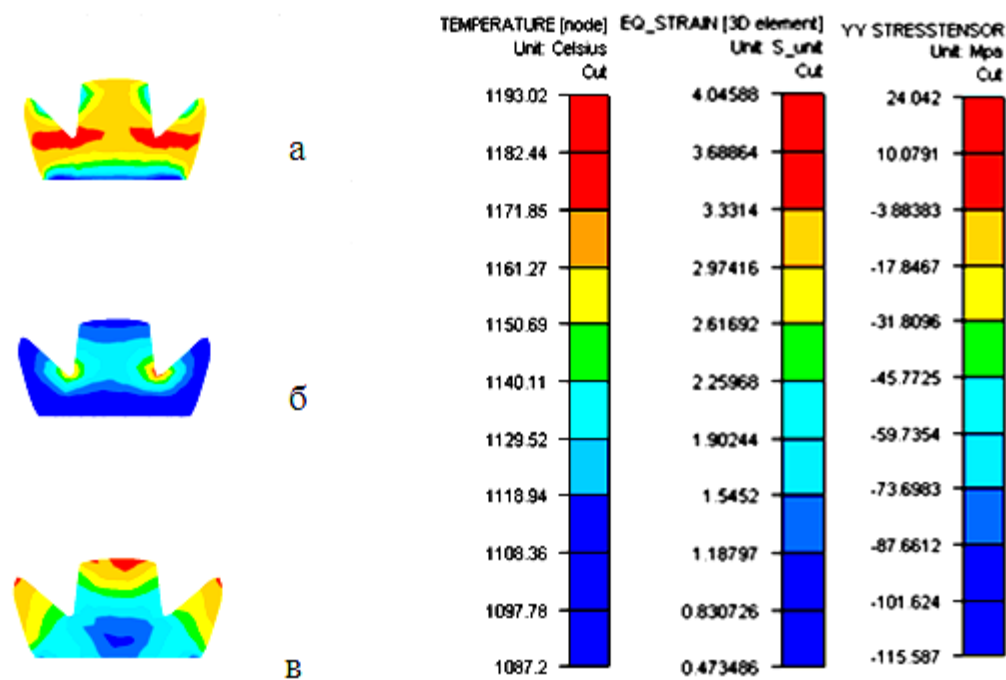 TEMPERATURE [node]
Unit: Celsius
Cut
1193.02
1182.44
1171.85
1161.27
1150.69
1140.11
1129.52
1118.94
1108.36
1097.78
1087.2
EQ_STRAIN [3D element]
Unit: S_unit
Cut
4.04588
3.68864
3.3314
2.97416
2.61692
2.25968
1.90244
1.5452
1.18797
0.830726
0.473486
YY STRESSTENSOR
Unit: Mpa
Cut
24.042
10.0791
-3.88383
-17.8467
-31.8096
-45.7725
-59.7354
-73.6983
-87.6612
-101.624
-115.587
а
б
в